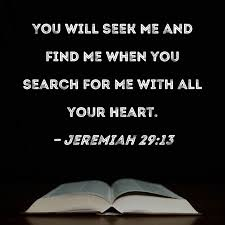 YOU WILL SEEK ME AND
FIND ME WHEN YOU
SEARCH FOR ME WITH ALL
YOUR HEART.
– JEREMIAH 29:13